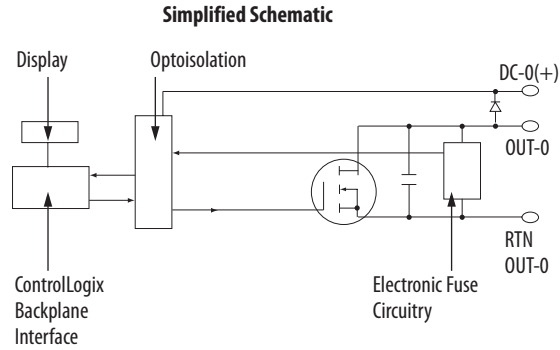 Simplified Schematic
Display
Optoisolation
DC-0(+)
OUT-0
RTN
OUT-0
ControlLogix
Backplane
Interface
Electronic Fuse
Circuitry